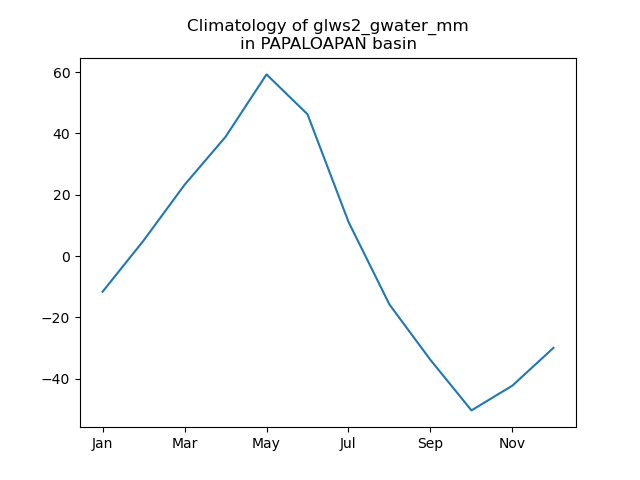 Climatology of glws2_gwater_mm
in PAPALOAPAN basin
60
40
20
0
−20
−40
Jan
Mar
May
Jul
Sep
Nov